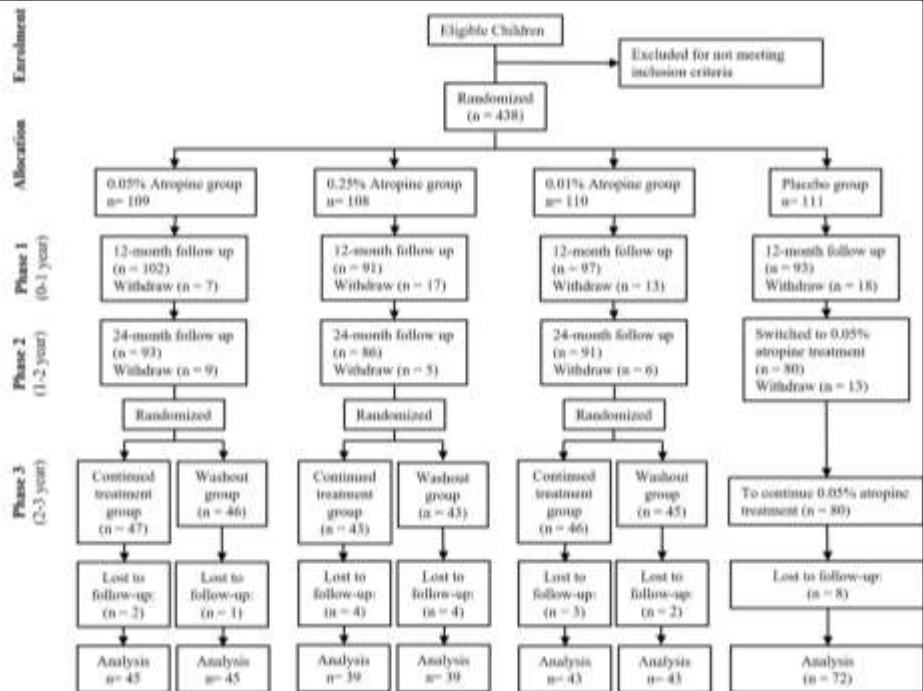 Enrolment
Eligible Children
Excluded for not meeting
inclusion criteria
Randomized
(n = 438)
Allocation
0.05% Atropine group
n= 109
0.25% Atropine group
n= 108
0.01% Atropine group
n= 110
Placebo group
n= 111
Phase 1
(0-1 year)
12-month follow up
(n = 102)
Withdraw (n = 7)
12-month follow up
(n = 91)
Withdraw (n = 17)
12-month follow up
(n = 97)
Withdraw (n = 13)
12-month follow up
(n = 93)
Withdraw (n = 18)
Phase 2
(1-2 year)
24-month follow up
(n = 93)
Withdraw (n = 9)
24-month follow up
(n = 86)
Withdraw (n = 5)
24-month follow up
(n = 91)
Withdraw (n = 6)
Switched to 0.05%
atropine treatment
(n = 80)
Withdraw (n = 13)
Randomized
Randomized
Randomized
Phase 3
(2-3 year)
Continued
treatment
group
(n = 47)
Washout
group
(n = 46)
Continued
treatment
group
(n = 43)
Washout
group
(n = 43)
Continued
treatment
group
(n = 46)
Washout
group
(n = 45)
To continue 0.05% atropine
treatment (n = 80)
Lost to
follow-up:
(n = 2)
Lost to
follow-up:
(n = 1)
Lost to
follow-up:
(n = 4)
Lost to
follow-up:
(n = 4)
Lost to
follow-up:
(n = 3)
Lost to
follow-up:
(n = 2)
Lost to follow-up:
(n = 8)
Analysis
n= 45
Analysis
n= 45
Analysis
n= 39
Analysis
n= 39
Analysis
n= 43
Analysis
n= 43
Analysis
(n = 72)